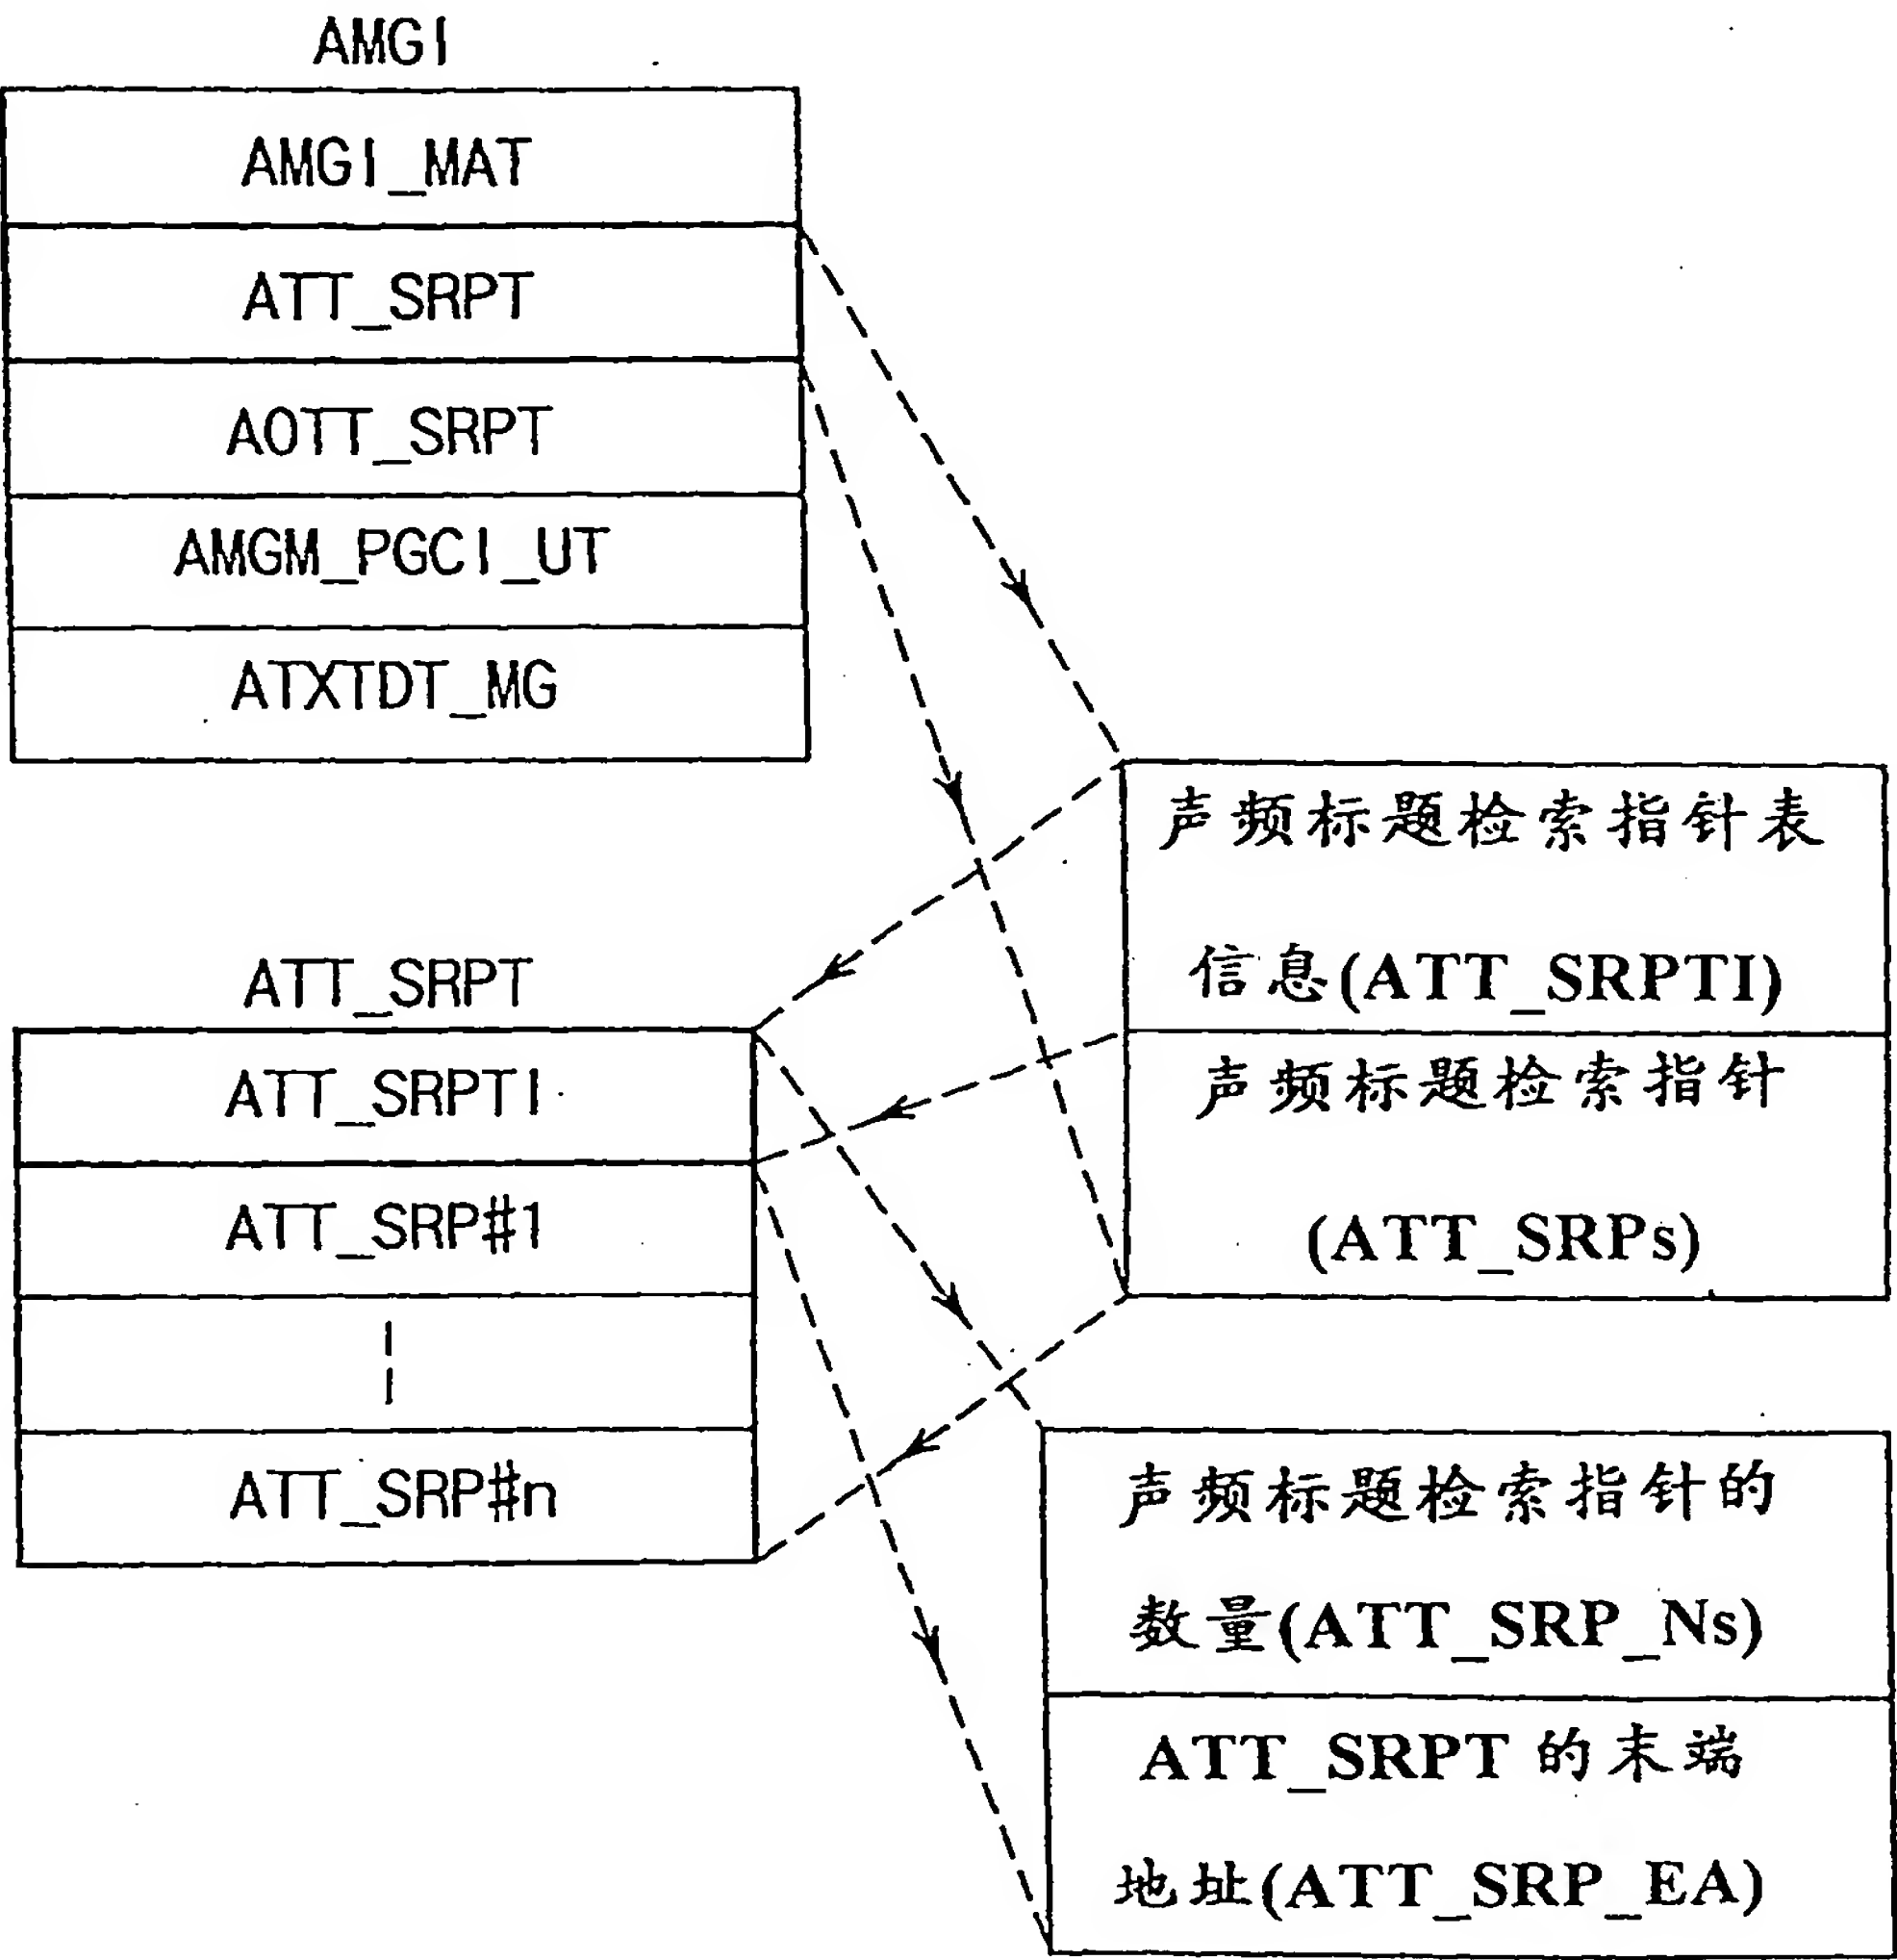 AMGI
AMGI_MAT
ATT_SRPT
AOTT_SRPT
AMGM_PGCI_UT
ATXTDT_MG
声频标题检索指针表
信息(ATT_SRPTI)
声频标题检索指针
(ATT_SRPs)
ATT_SRPT
ATT_SRPTI
ATT_SRP#1
ATT_SRP#n
声频标题检索指针的
数量(ATT_SRP_Ns)
ATT_SRPT 的末端
地址(ATT_SRP_EA)